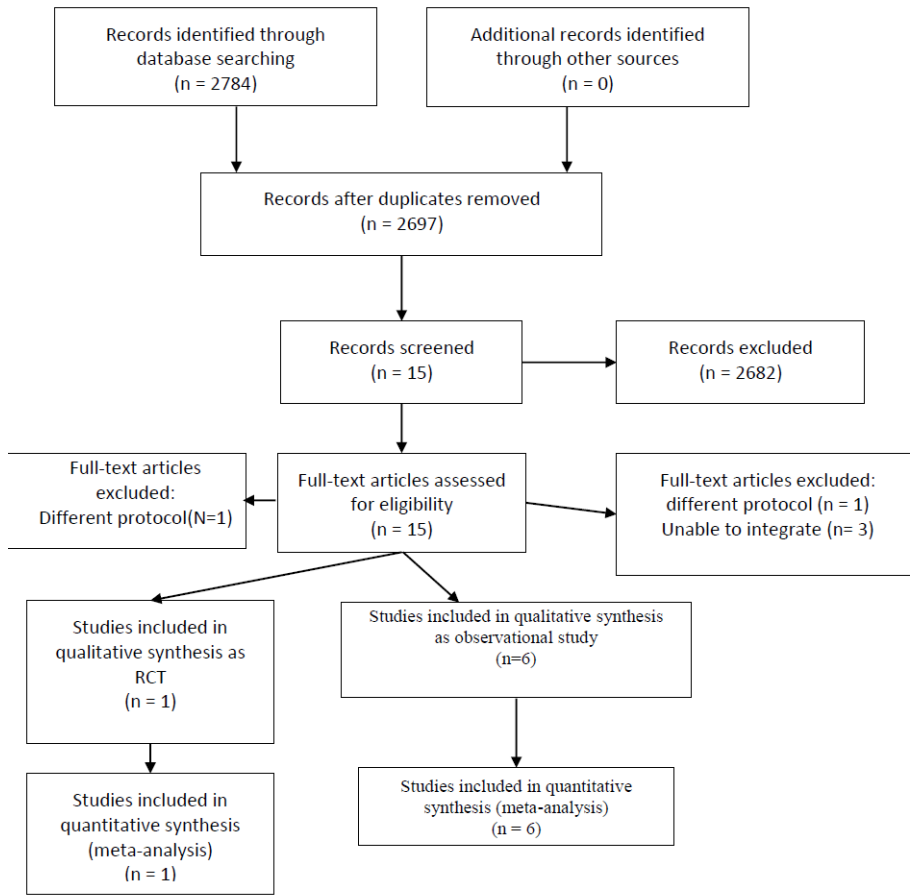 Records identified through
database searching
(n = 2784)
Additional records identified
through other sources
(n = 0)
Records after duplicates removed
(n = 2697)
Records screened
(n = 15)
Records excluded
(n = 2682)
Full-text articles
excluded:
Different protocol(N=1)
Full-text articles assessed
for eligibility
(n = 15)
Full-text articles excluded:
different protocol (n = 1)
Unable to integrate (n= 3)
Studies included in
qualitative synthesis as
RCT
(n = 1)
Studies included in qualitative synthesis
as observational study
(n=6)
Studies included in
quantitative synthesis
(meta-analysis)
(n = 1)
Studies included in quantitative
synthesis (meta-analysis)
(n = 6)